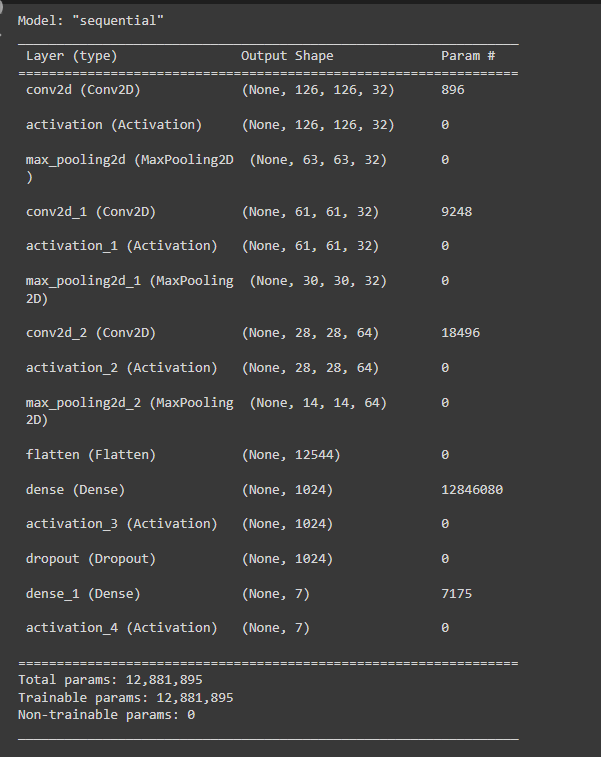 Model: "sequential"
Layer (type) Output Shape Param #
=================================================================
conv2d (Conv2D) (None, 126, 126, 32) 896
activation (Activation) (None, 126, 126, 32) 0
max_pooling2d (MaxPooling2D (None, 63, 63, 32) 0
)
conv2d_1 (Conv2D) (None, 61, 61, 32) 9248
activation_1 (Activation) (None, 61, 61, 32) 0
max_pooling2d_1 (MaxPooling (None, 30, 30, 32) 0
2D)
conv2d_2 (Conv2D) (None, 28, 28, 64) 18496
activation_2 (Activation) (None, 28, 28, 64) 0
max_pooling2d_2 (MaxPooling (None, 14, 14, 64) 0
2D)
flatten (Flatten) (None, 12544) 0
dense (Dense) (None, 1024) 12846080
activation_3 (Activation) (None, 1024) 0
dropout (Dropout) (None, 1024) 0
dense_1 (Dense) (None, 7) 7175
activation_4 (Activation) (None, 7) 0
=================================================================
Total params: 12,881,895
Trainable params: 12,881,895
Non-trainable params: 0